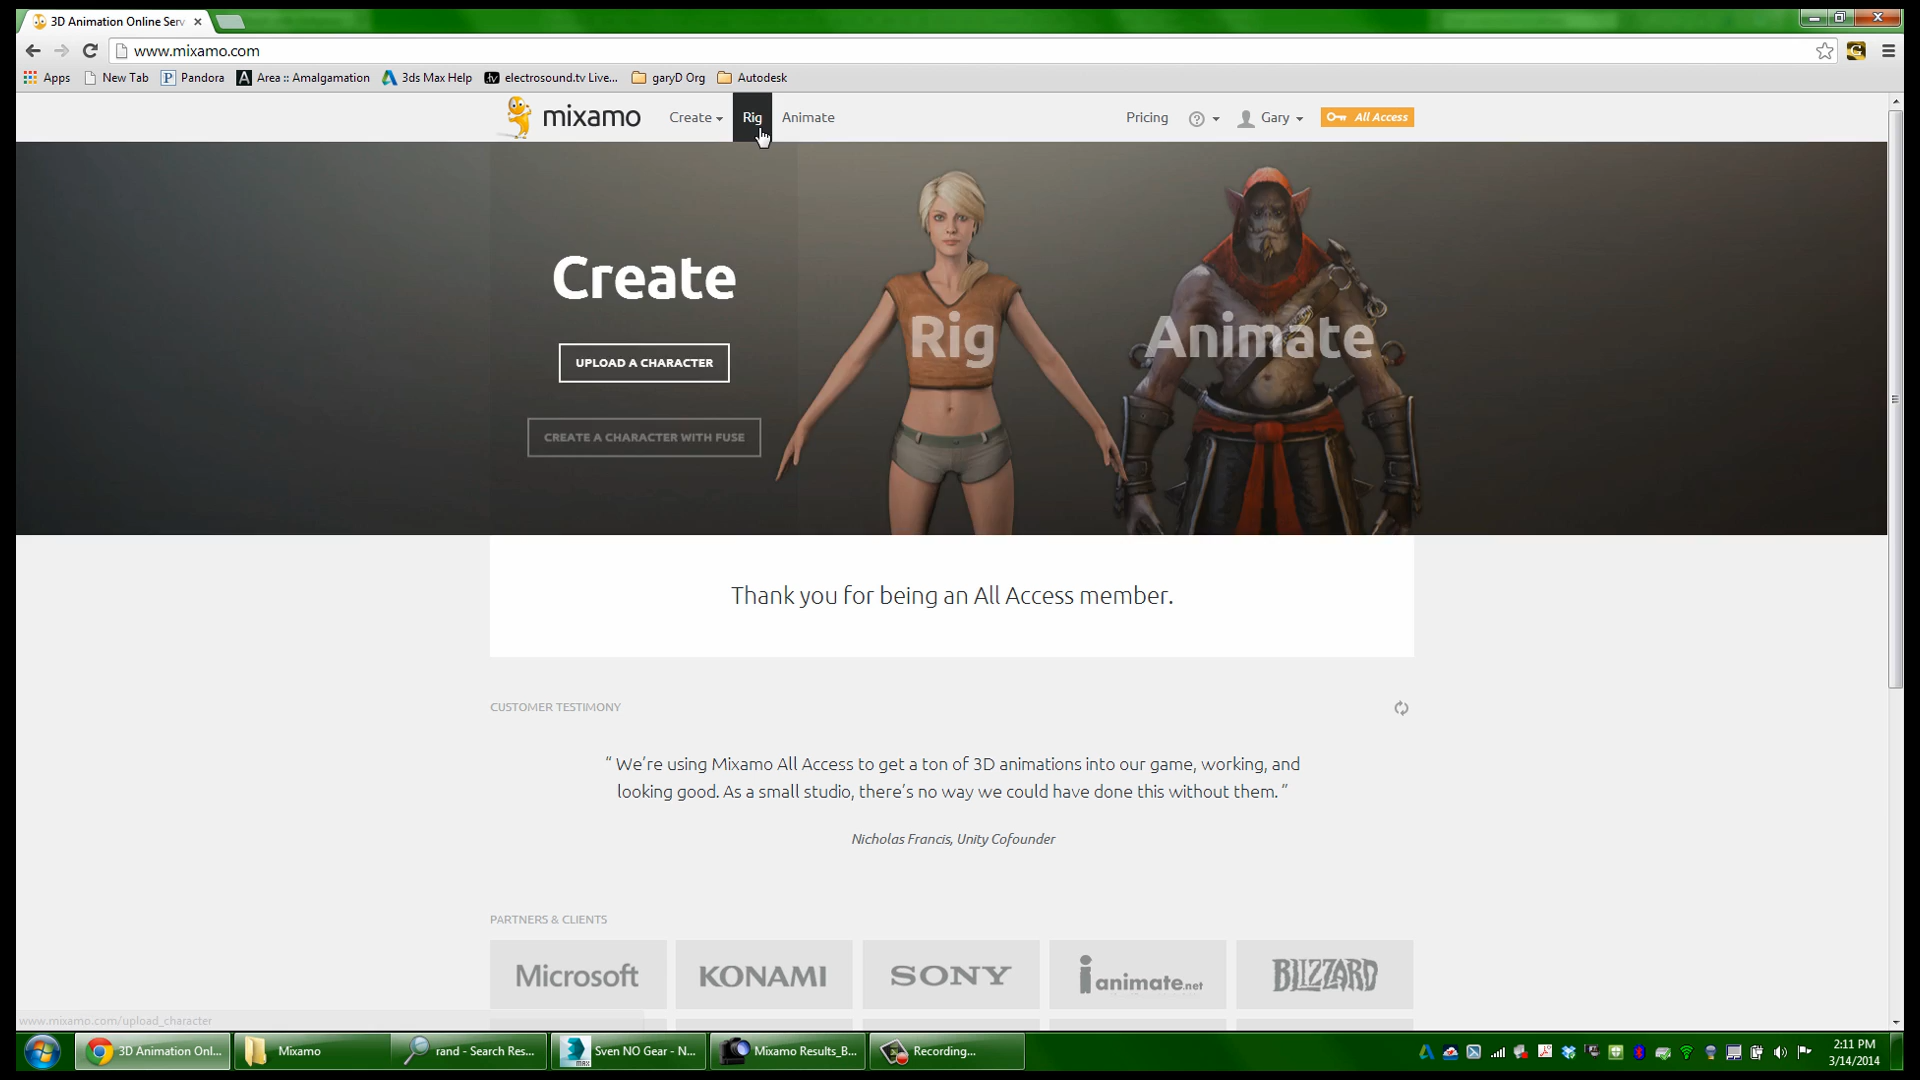 3D Animation Online Serv
www.mixamo.com
Apps New Tab Pandora Area :: Amalgamation 3ds Max Help electrosound.tv Live... garyD Org Autodesk
mixamo Create Rig Animate Pricing Gary All Access
Create
Rig
Animate
UPLOAD A CHARACTER
CREATE A CHARACTER WITH FUSE
Thank you for being an All Access member.
CUSTOMER TESTIMONY
“ We're using Mixamo All Access to get a ton of 3D animations into our game, working, and
looking good. As a small studio, there's no way we could have done this without them. ”
Nicholas Francis, Unity Cofounder
PARTNERS & CLIENTS
Microsoft KONAMI SONY ianimate.net BLIZZARD
www.mixamo.com/upload_character
3D Animation Onl... Mixamo rand - Search Res... Sven NO Gear - N... Mixamo Results_B... Recording...
2:11 PM
3/14/2014